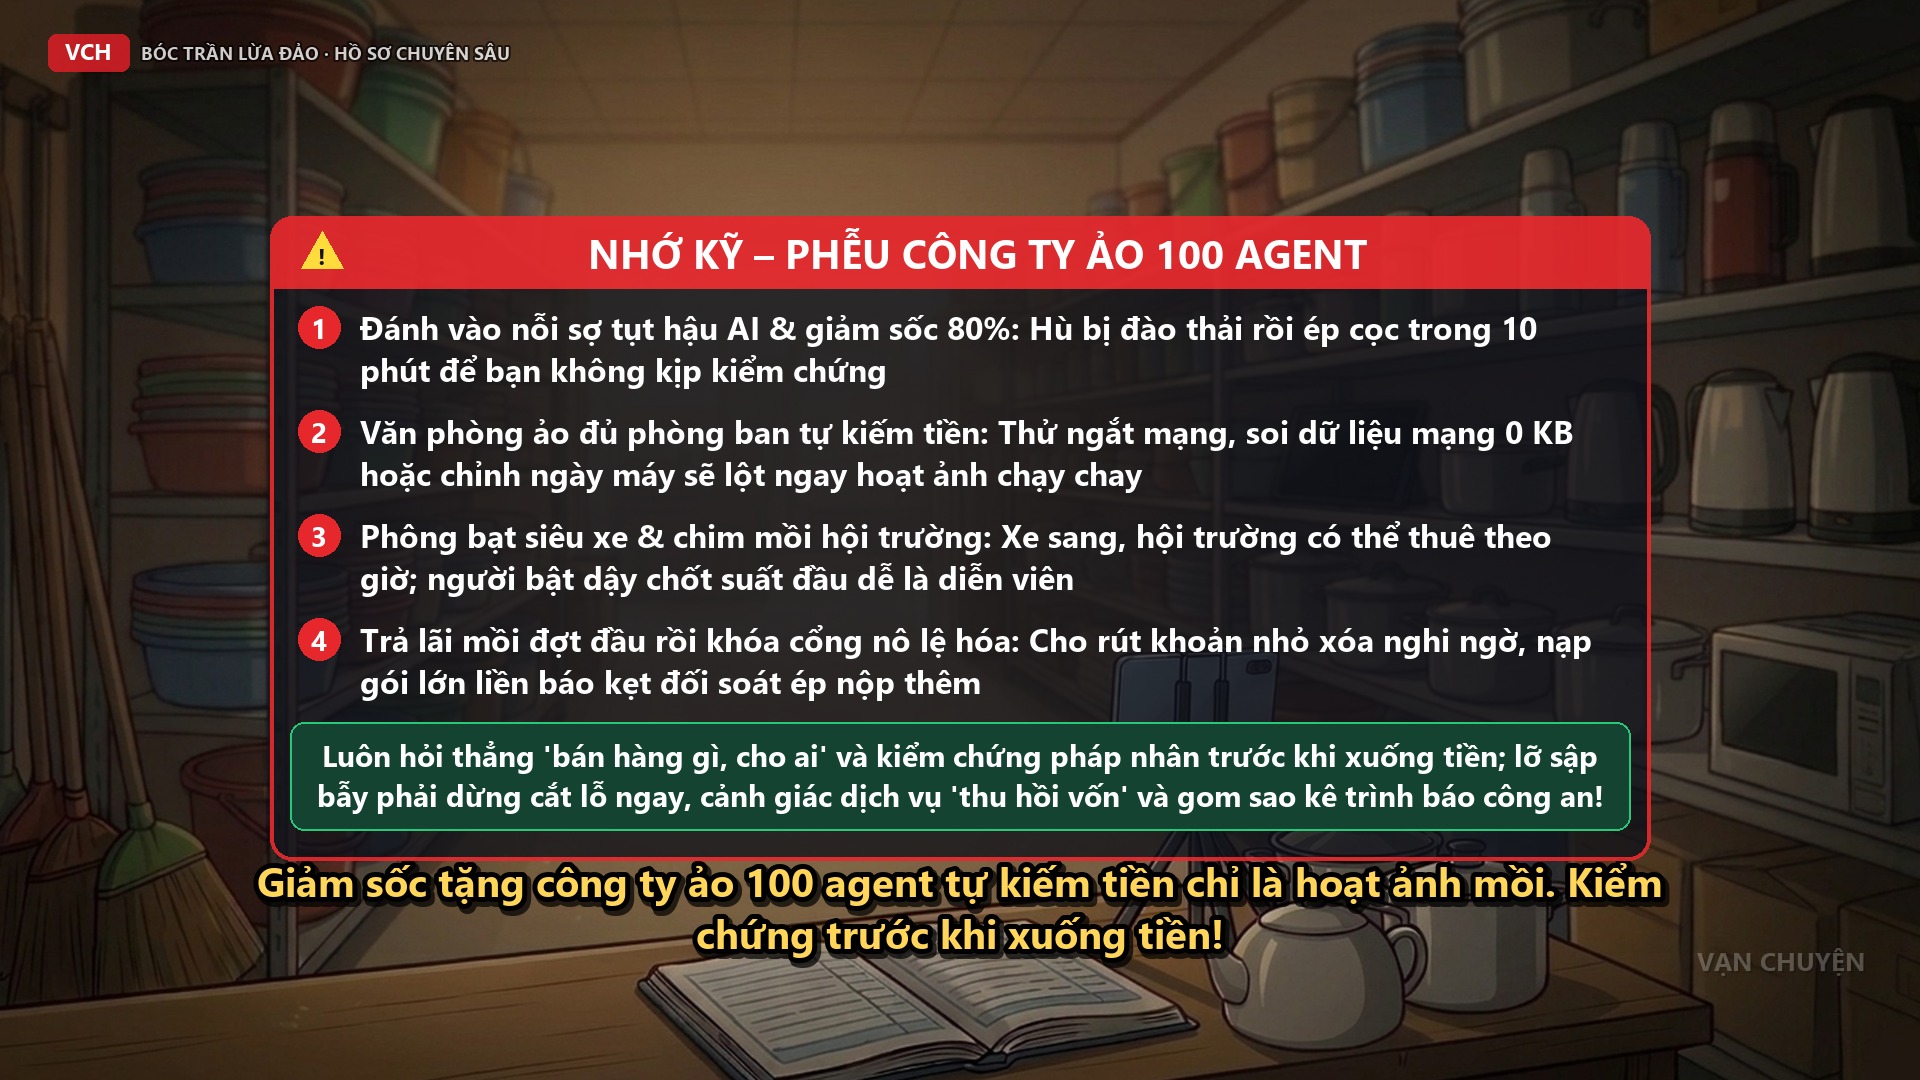 VCH BÓC TRẦN LỪA ĐẢO · HỒ SƠ CHUYÊN SÂU
NHỚ KỸ – PHỄU CÔNG TY ẢO 100 AGENT
1 Đánh vào nỗi sợ tụt hậu AI & giảm sốc 80%: Hù bị đào thải rồi ép cọc trong 10
phút để bạn không kịp kiểm chứng
2 Văn phòng ảo đủ phòng ban tự kiếm tiền: Thử ngắt mạng, soi dữ liệu mạng 0 KB
hoặc chỉnh ngày máy sẽ lột ngay hoạt ảnh chạy chay
3 Phông bạt siêu xe & chim mồi hội trường: Xe sang, hội trường có thể thuê theo
giờ; người bật dậy chốt suất đầu dễ là diễn viên
4 Trả lãi mồi đợt đầu rồi khóa cổng nô lệ hóa: Cho rút khoản nhỏ xóa nghi ngờ, nạp
gói lớn liền báo kẹt đối soát ép nộp thêm
Luôn hỏi thẳng 'bán hàng gì, cho ai' và kiểm chứng pháp nhân trước khi xuống tiền; lỡ sập
bẫy phải dừng cắt lỗ ngay, cảnh giác dịch vụ 'thu hồi vốn' và gom sao kê trình báo công an!
Giảm sốc tặng công ty ảo 100 agent tự kiếm tiền chỉ là hoạt ảnh mồi. Kiểm
chứng trước khi xuống tiền!
VẠN CHUYỆN